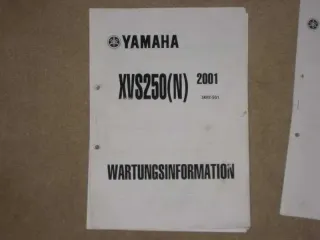 YAMAHA
XVS250(N) 2001
WARTUNGSINFORMATION